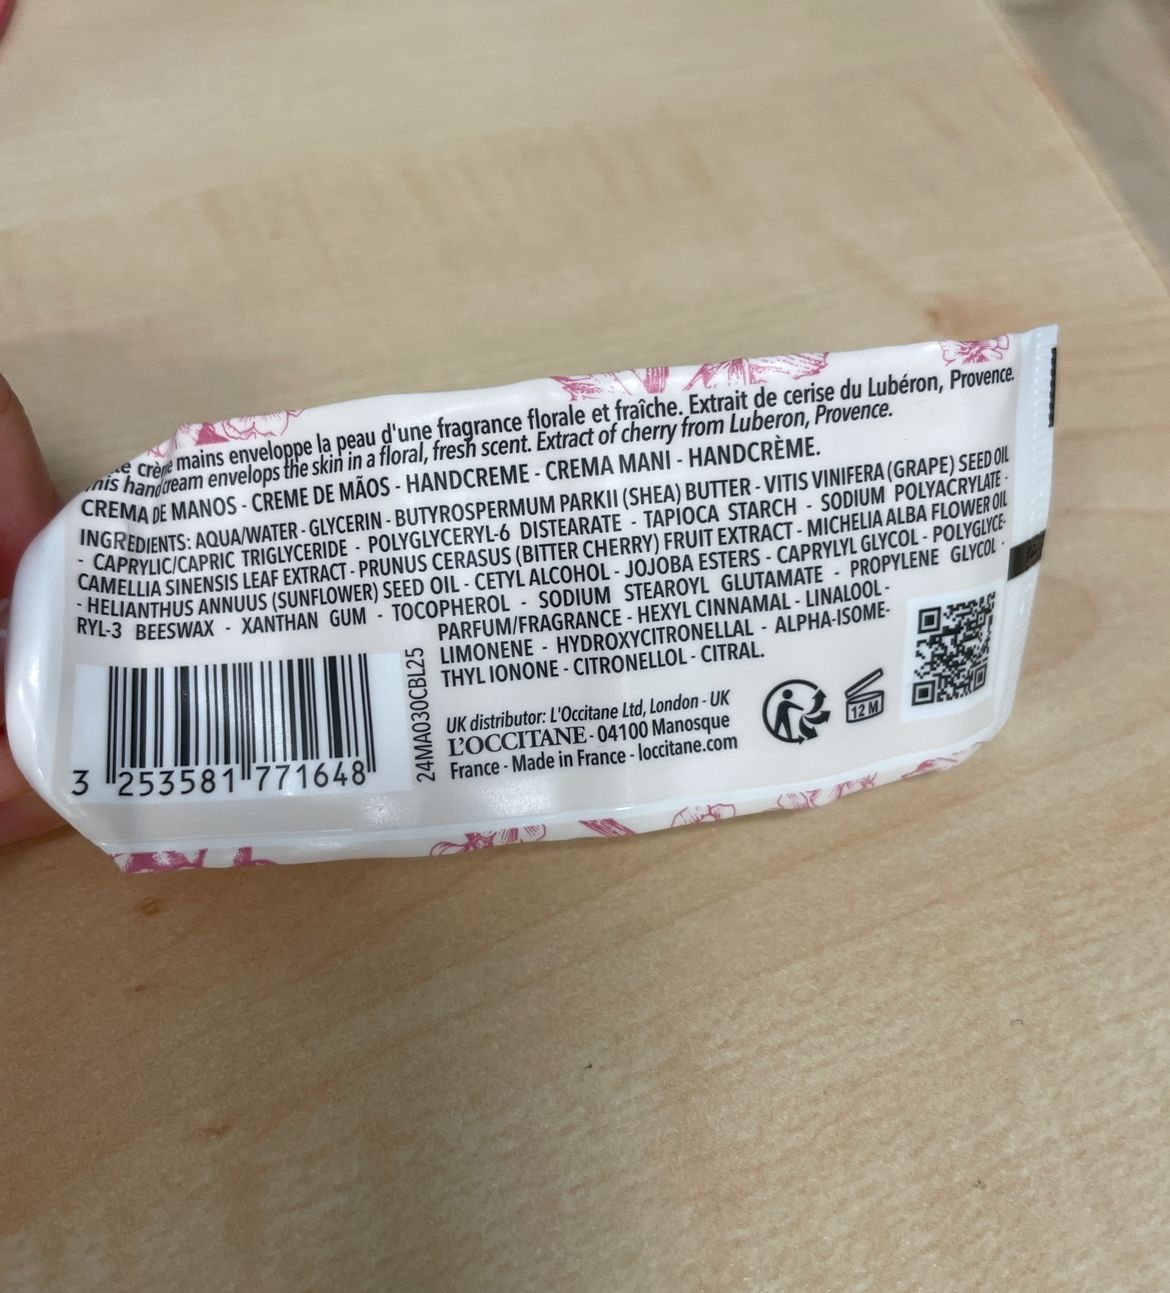 crème mains enveloppe la peau d'une fragrance florale et fraîche. Extrait de cerise du Lubéron, Provence.
his hand cream envelops the skin in a floral, fresh scent. Extract of cherry from Luberon, Provence.
CREMA DE MANOS - CREME DE MÃOS - HANDCREME - CREMA MANI - HANDCRÈME.
INGREDIENTS: AQUA/WATER - GLYCERIN - BUTYROSPERMUM PARKII (SHEA) BUTTER - VITIS VINIFERA (GRAPE) SEED OIL
- CAPRYLIC/CAPRIC TRIGLYCERIDE - POLYGLYCERYL-6 DISTEARATE - TAPIOCA STARCH - SODIUM POLYACRYLATE -
CAMELLIA SINENSIS LEAF EXTRACT - PRUNUS CERASUS (BITTER CHERRY) FRUIT EXTRACT - MICHELIA ALBA FLOWER OIL
- HELIANTHUS ANNUUS (SUNFLOWER) SEED OIL - CETYL ALCOHOL - JOJOBA ESTERS - CAPRYLYL GLYCOL - POLYGLYCE-
RYL-3 BEESWAX - XANTHAN GUM - TOCOPHEROL - SODIUM STEAROYL GLUTAMATE - PROPYLENE GLYCOL -
PARFUM/FRAGRANCE - HEXYL CINNAMAL - LINALOOL -
LIMONENE - HYDROXYCITRONELLAL - ALPHA-ISOME-
THYL IONONE - CITRONELLOL - CITRAL.
24MA030CBL25
3 253581 771648
UK distributor: L'Occitane Ltd, London - UK
L'OCCITANE - 04100 Manosque
France - Made in France - loccitane.com
12 M